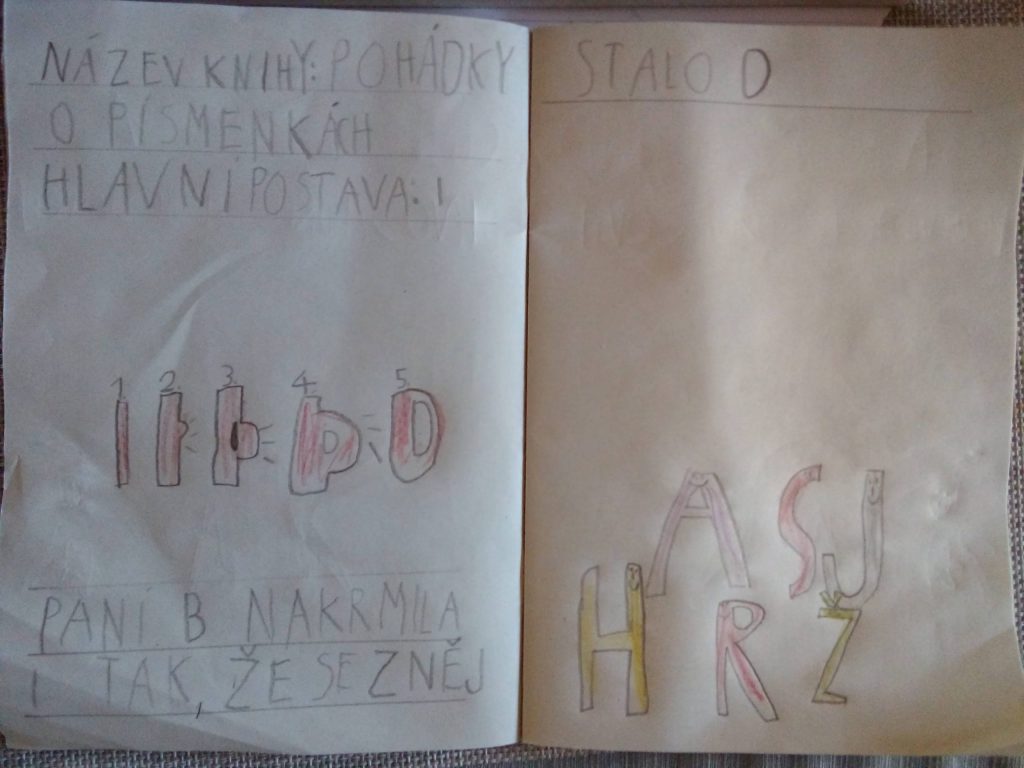 NÁZEV KNIHY: POHÁDKY
O PÍSMENKÁCH
HLAVNÍ POSTAVA: I
1 2 3 4 5
PANÍ B NAKRMILA
I TAK, ŽE SE Z NĚJ
STALO D
A S J
H R Z